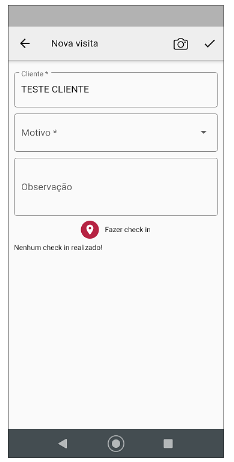 Nova visita
Cliente *
TESTE CLIENTE
Motivo *
Observação
Fazer check in
Nenhum check in realizado!